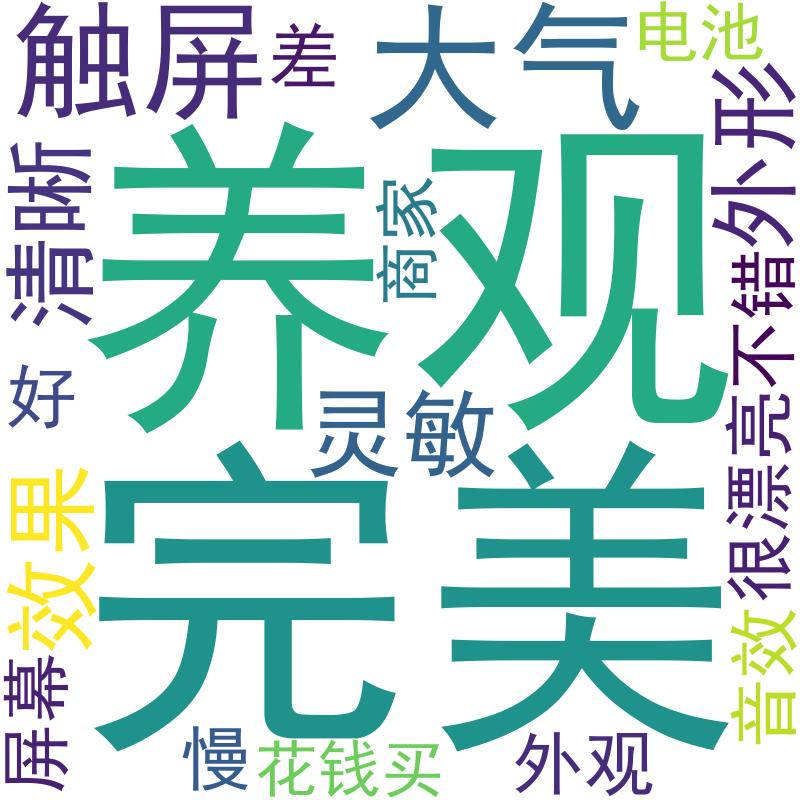 触屏
差
大气
电池
清晰
养观
商家
外形
不错
好
灵敏
很漂亮
效果
完美
音效
屏幕
慢
花钱买
外观